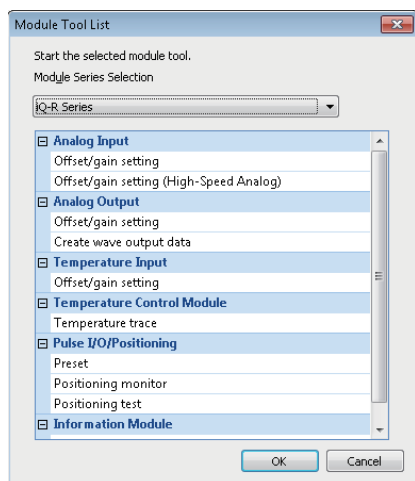 Module Tool List
Start the selected module tool.
Module Series Selection
iQ-R Series
Analog Input
Offset/gain setting
Offset/gain setting (High-Speed Analog)
Analog Output
Offset/gain setting
Create wave output data
Temperature Input
Offset/gain setting
Temperature Control Module
Temperature trace
Pulse I/O/Positioning
Preset
Positioning monitor
Positioning test
Information Module
OK
Cancel